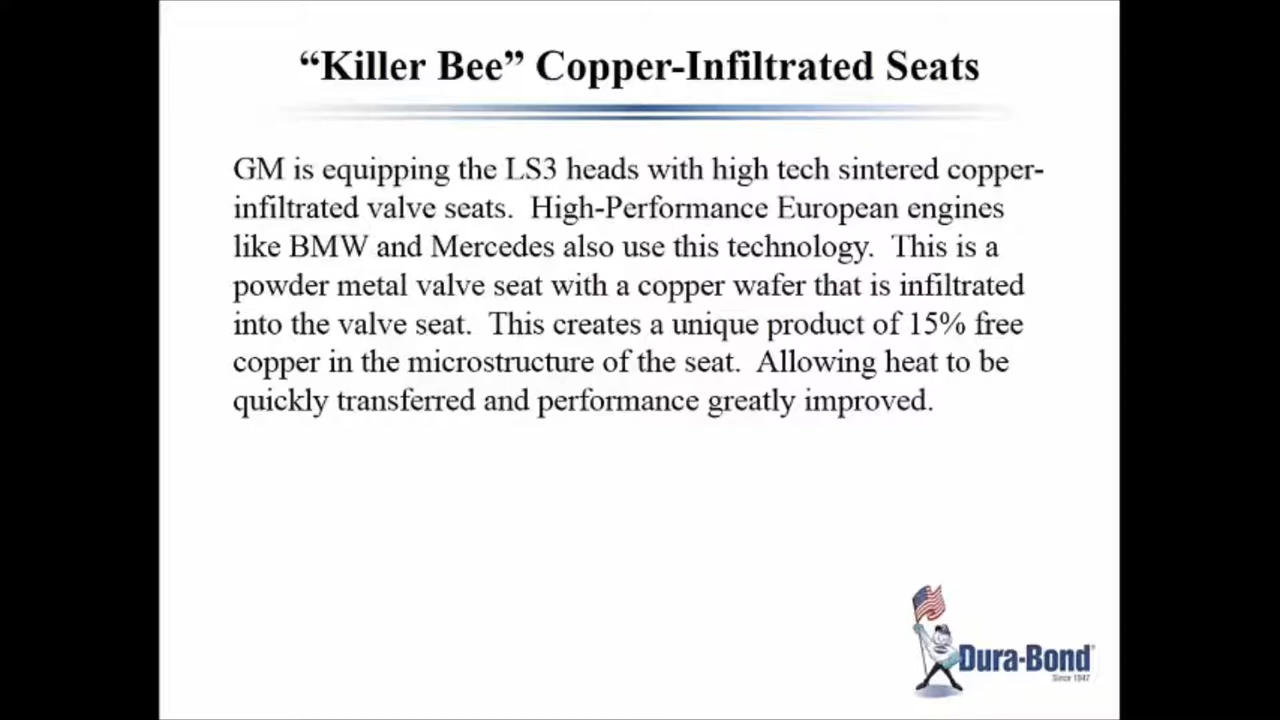 “Killer Bee” Copper-Infiltrated Seats
GM is equipping the LS3 heads with high tech sintered copper-
infiltrated valve seats.  High-Performance European engines
like BMW and Mercedes also use this technology.  This is a
powder metal valve seat with a copper wafer that is infiltrated
into the valve seat.  This creates a unique product of 15% free
copper in the microstructure of the seat.  Allowing heat to be
quickly transferred and performance greatly improved.
Dura-Bond
Since 1947